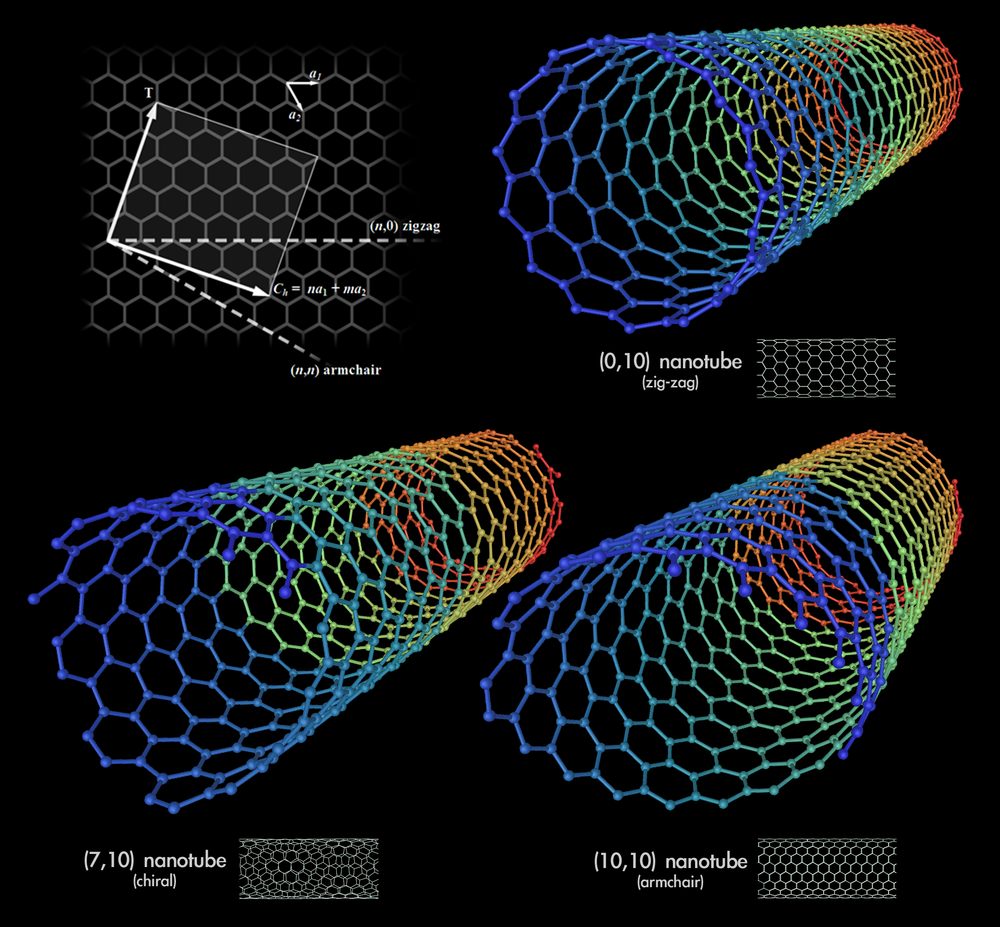 a₁
T
a₂
(n,0) zigzag
Cₕ = na₁ + ma₂
(n,n) armchair
(0,10) nanotube
(zig-zag)
(7,10) nanotube
(chiral)
(10,10) nanotube
(armchair)